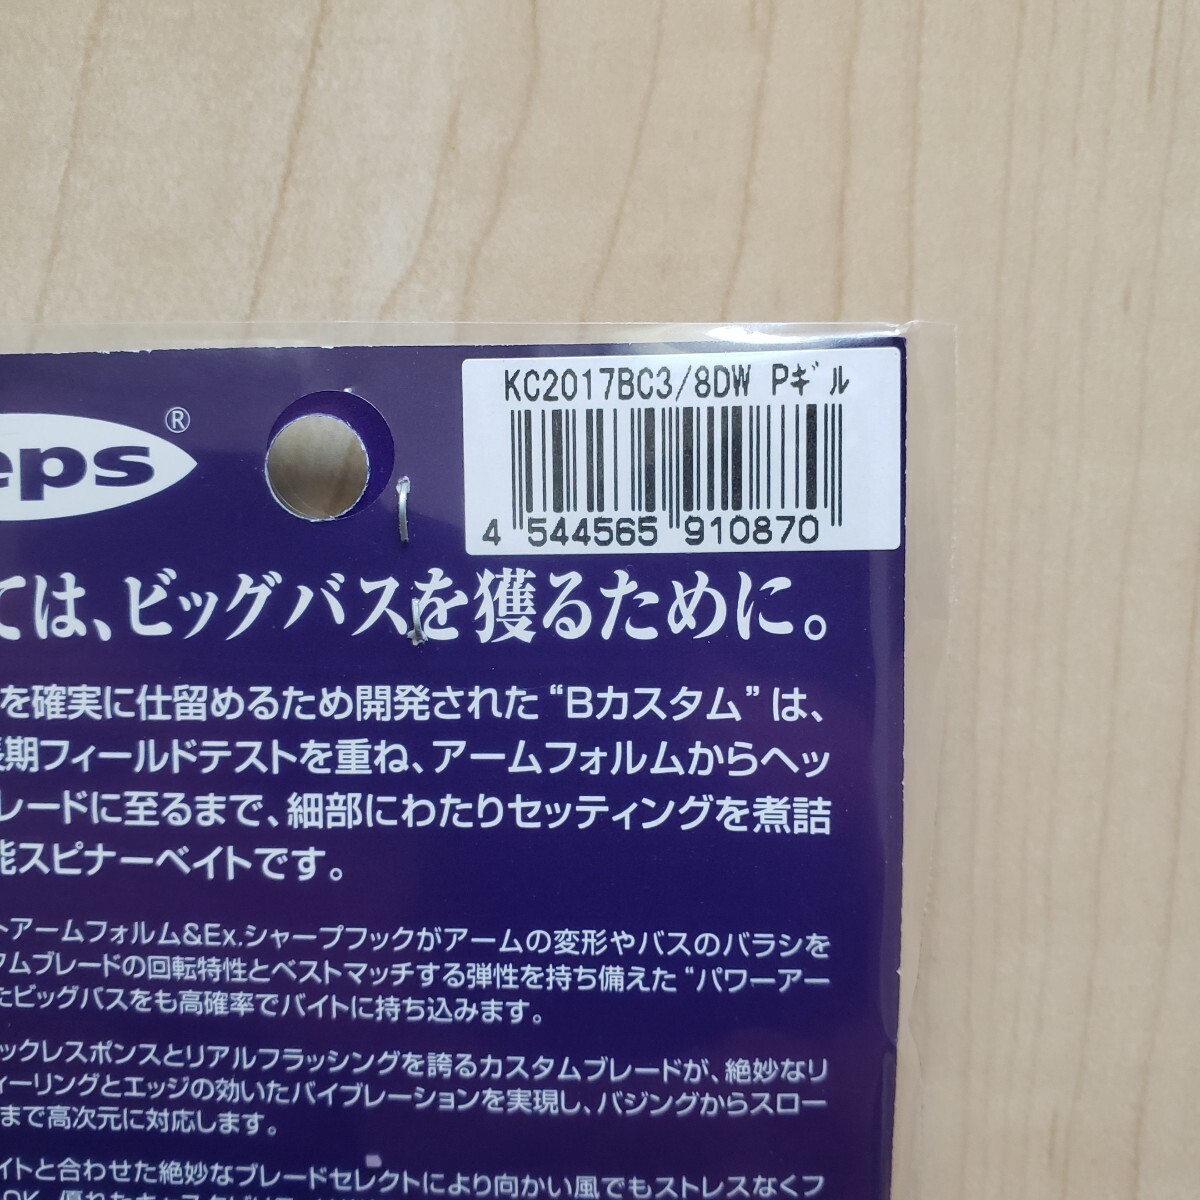 KC2017BC3/8DW Pｷﾞﾙ
4 544565 910870
eps®
ては、ビッグバスを獲るために。
を確実に仕留めるため開発された“Bカスタム”は、
期フィールドテストを重ね、アームフォルムからヘッ
レードに至るまで、細部にわたりセッティングを煮詰
能スピナーベイトです。
トアームフォルム&Ex.シャープフックがアームの変形やバスのバラシを
タムブレードの回転特性とベストマッチする弾性を持ち備えた“パワーアー
たビッグバスをも高確率でバイトに持ち込みます。
ックレスポンスとリアルフラッシングを誇るカスタムブレードが、絶妙なリ
ィーリングとエッジの効いたバイブレーションを実現し、バジングからスロー
まで高次元に対応します。
イトと合わせた絶妙なブレードセレクトにより向かい風でもストレスなくフ